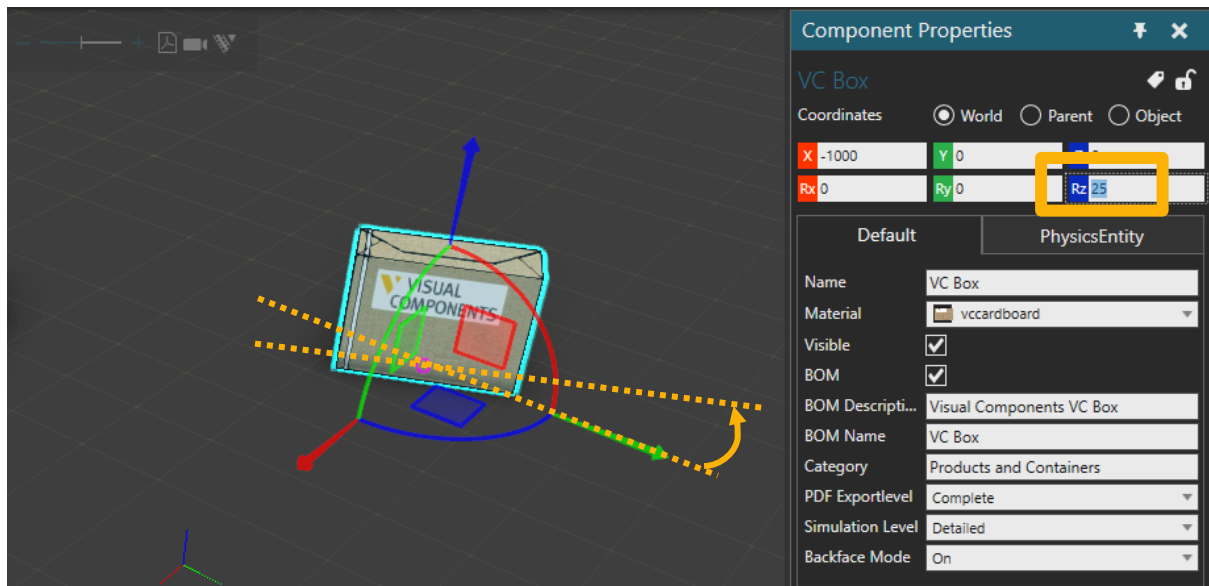 Component Properties
VC Box
Coordinates World Parent Object
X -1000 Y 0
Rx 0 Ry 0 Rz 25
Default PhysicsEntity
Name VC Box
Material vccardboard
Visible
BOM
BOM Descripti... Visual Components VC Box
BOM Name VC Box
Category Products and Containers
PDF Exportlevel Complete
Simulation Level Detailed
Backface Mode On
VISUAL
COMPONENTS